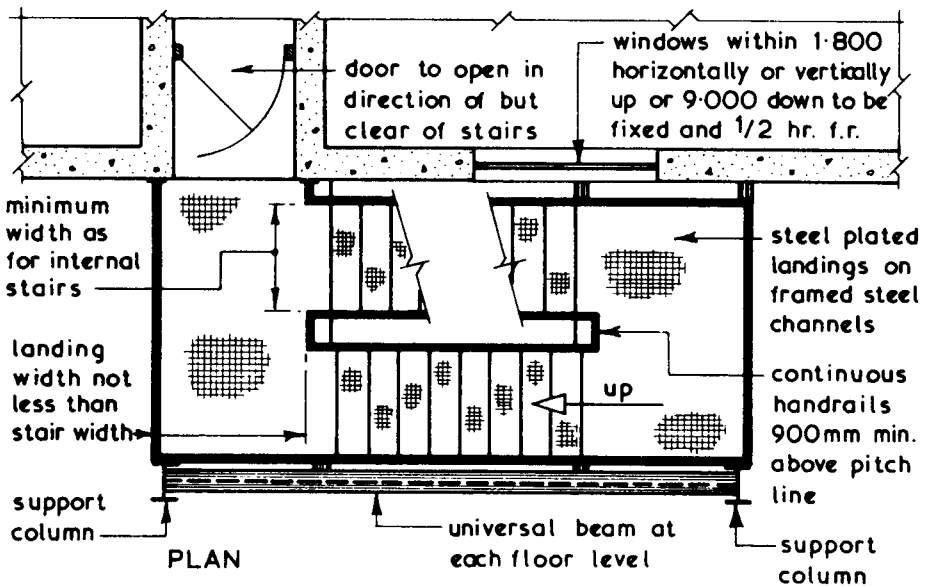 door to open in
direction of but
clear of stairs
windows within 1·800
horizontally or vertically
up or 9·000 down to be
fixed and 1/2 hr. f.r.
minimum
width as
for internal
stairs
steel plated
landings on
framed steel
channels
landing
width not
less than
stair width
up
continuous
handrails
900mm min.
above pitch
line
support
column
PLAN
universal beam at
each floor level
support
column